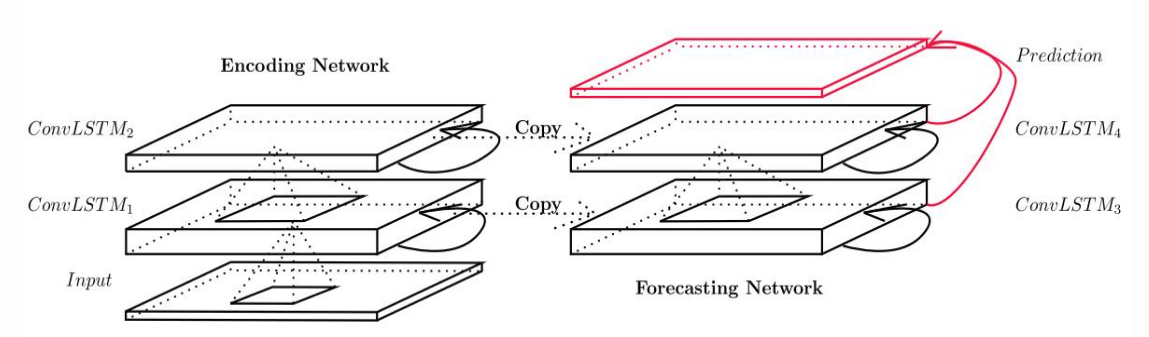 Encoding Network
Prediction
ConvLSTM₂
Copy
ConvLSTM₄
ConvLSTM₁
Copy
ConvLSTM₃
Input
Forecasting Network